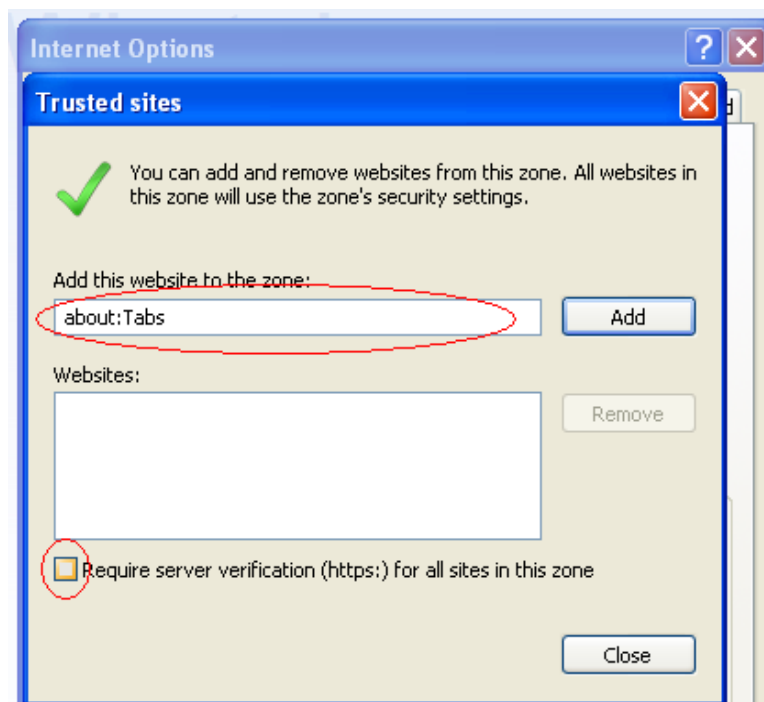 Internet Options
Trusted sites
You can add and remove websites from this zone. All websites in
this zone will use the zone's security settings.
Add this website to the zone:
about:Tabs
Add
Websites:
Remove
Require server verification (https:) for all sites in this zone
Close